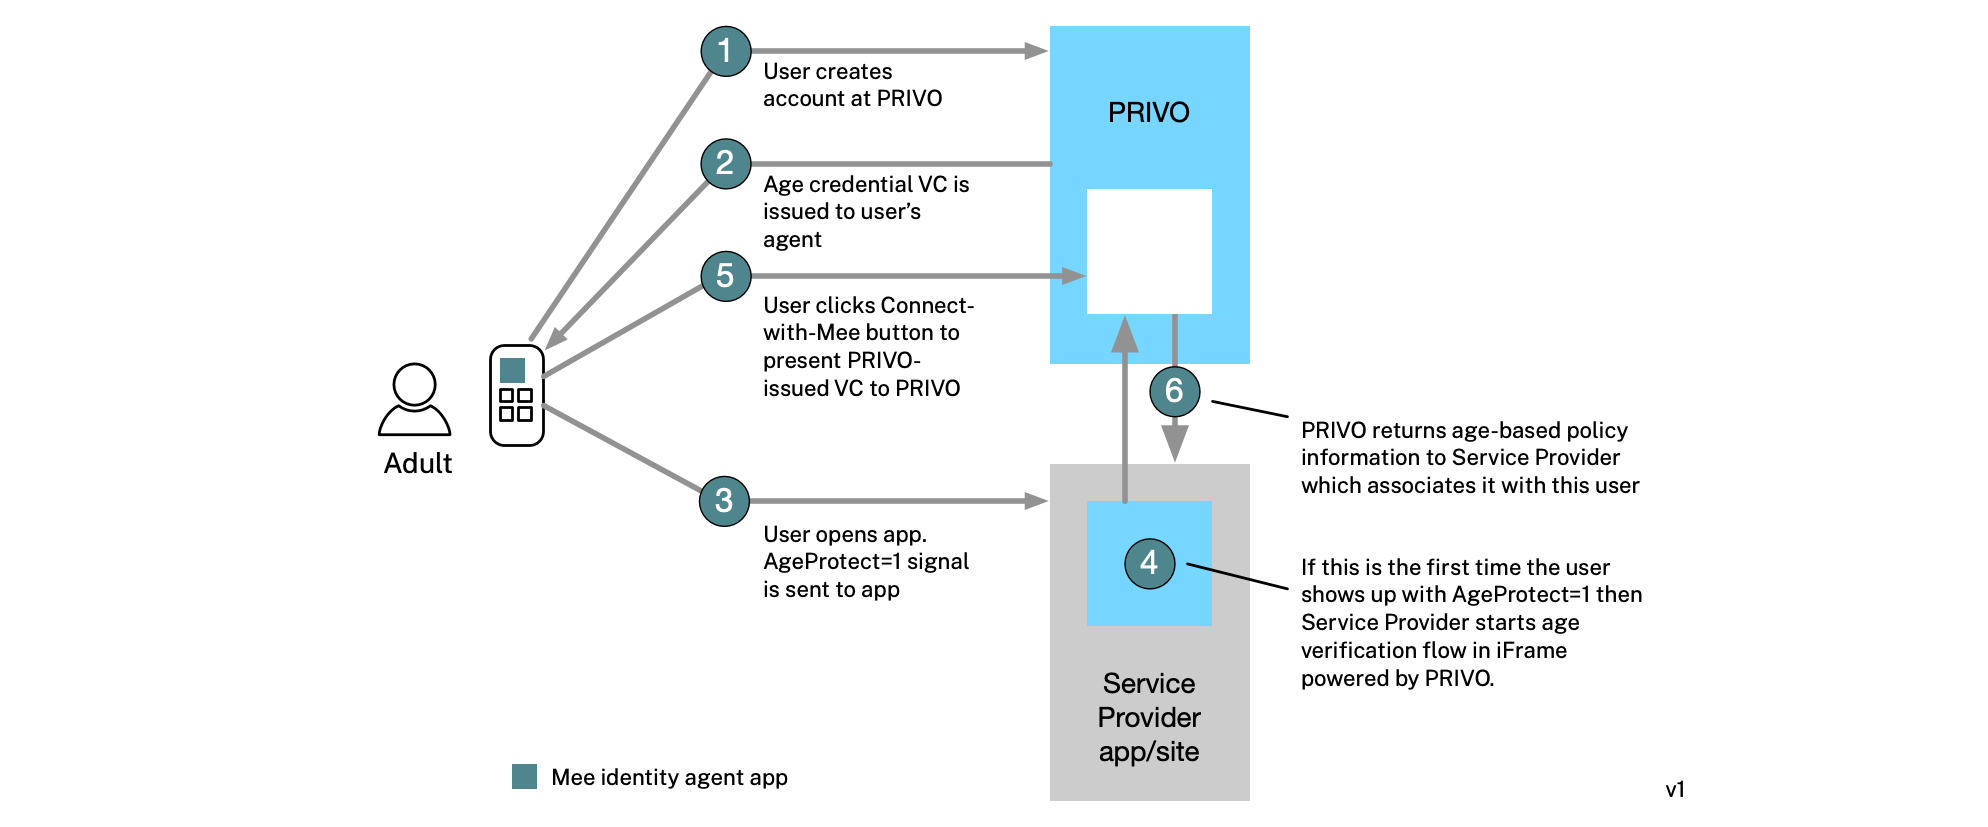 1
User creates
account at PRIVO
PRIVO
2
Age credential VC is
issued to user’s
agent
5
User clicks Connect-
with-Mee button to
present PRIVO-
issued VC to PRIVO
Adult
6
PRIVO returns age-based policy
information to Service Provider
which associates it with this user
3
User opens app.
AgeProtect=1 signal
is sent to app
4
If this is the first time the user
shows up with AgeProtect=1 then
Service Provider starts age
verification flow in iFrame
powered by PRIVO.
Service
Provider
app/site
Mee identity agent app
v1